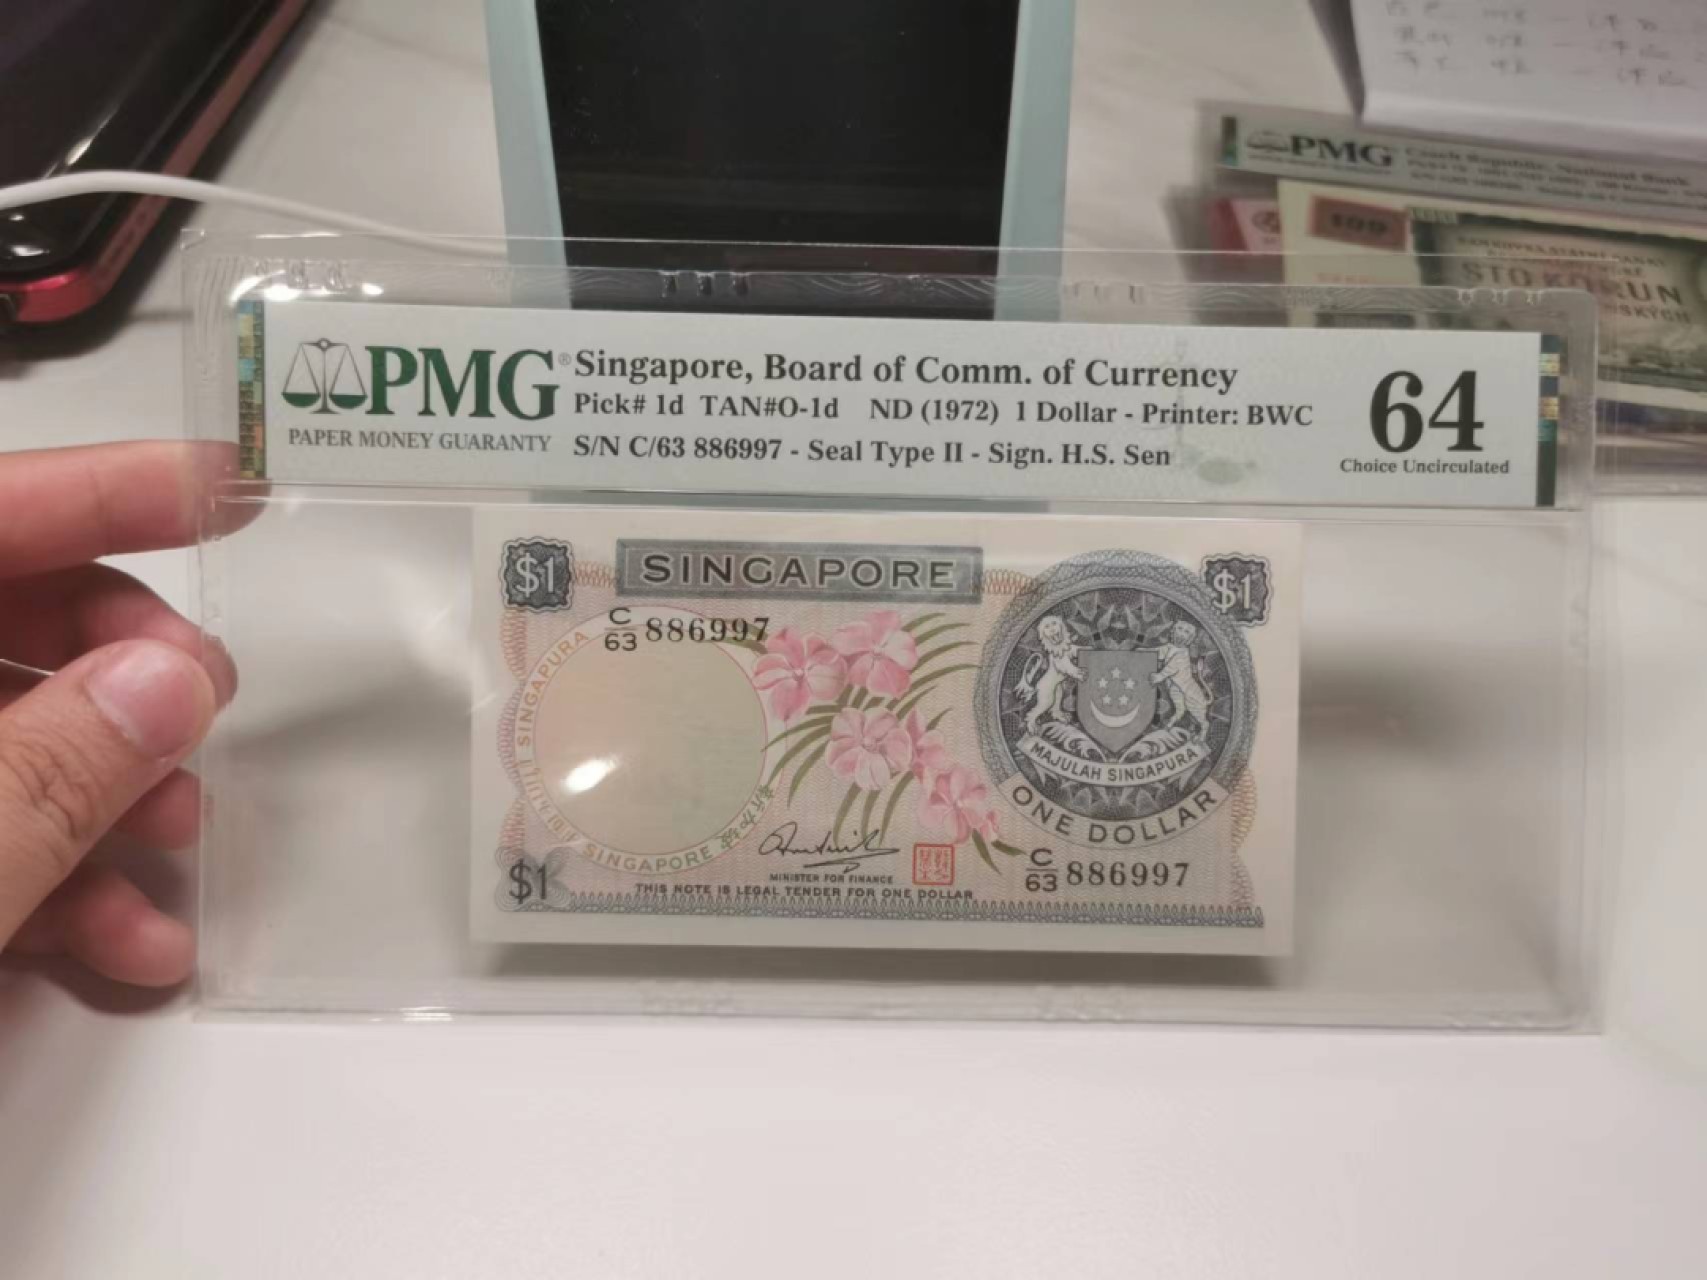 PMG
100
STO KORUN
PMG®
PAPER MONEY GUARANTY
Singapore, Board of Comm. of Currency
Pick# 1d TAN#O-1d ND (1972) 1 Dollar - Printer: BWC
S/N C/63 886997 - Seal Type II - Sign. H.S. Sen
64
Choice Uncirculated
$1
SINGAPORE
$1
C/63 886997
SINGAPURA
SINGAPORE
MAJULAH SINGAPURA
ONE DOLLAR
MINISTER FOR FINANCE
C/63 886997
$1
THIS NOTE IS LEGAL TENDER FOR ONE DOLLAR